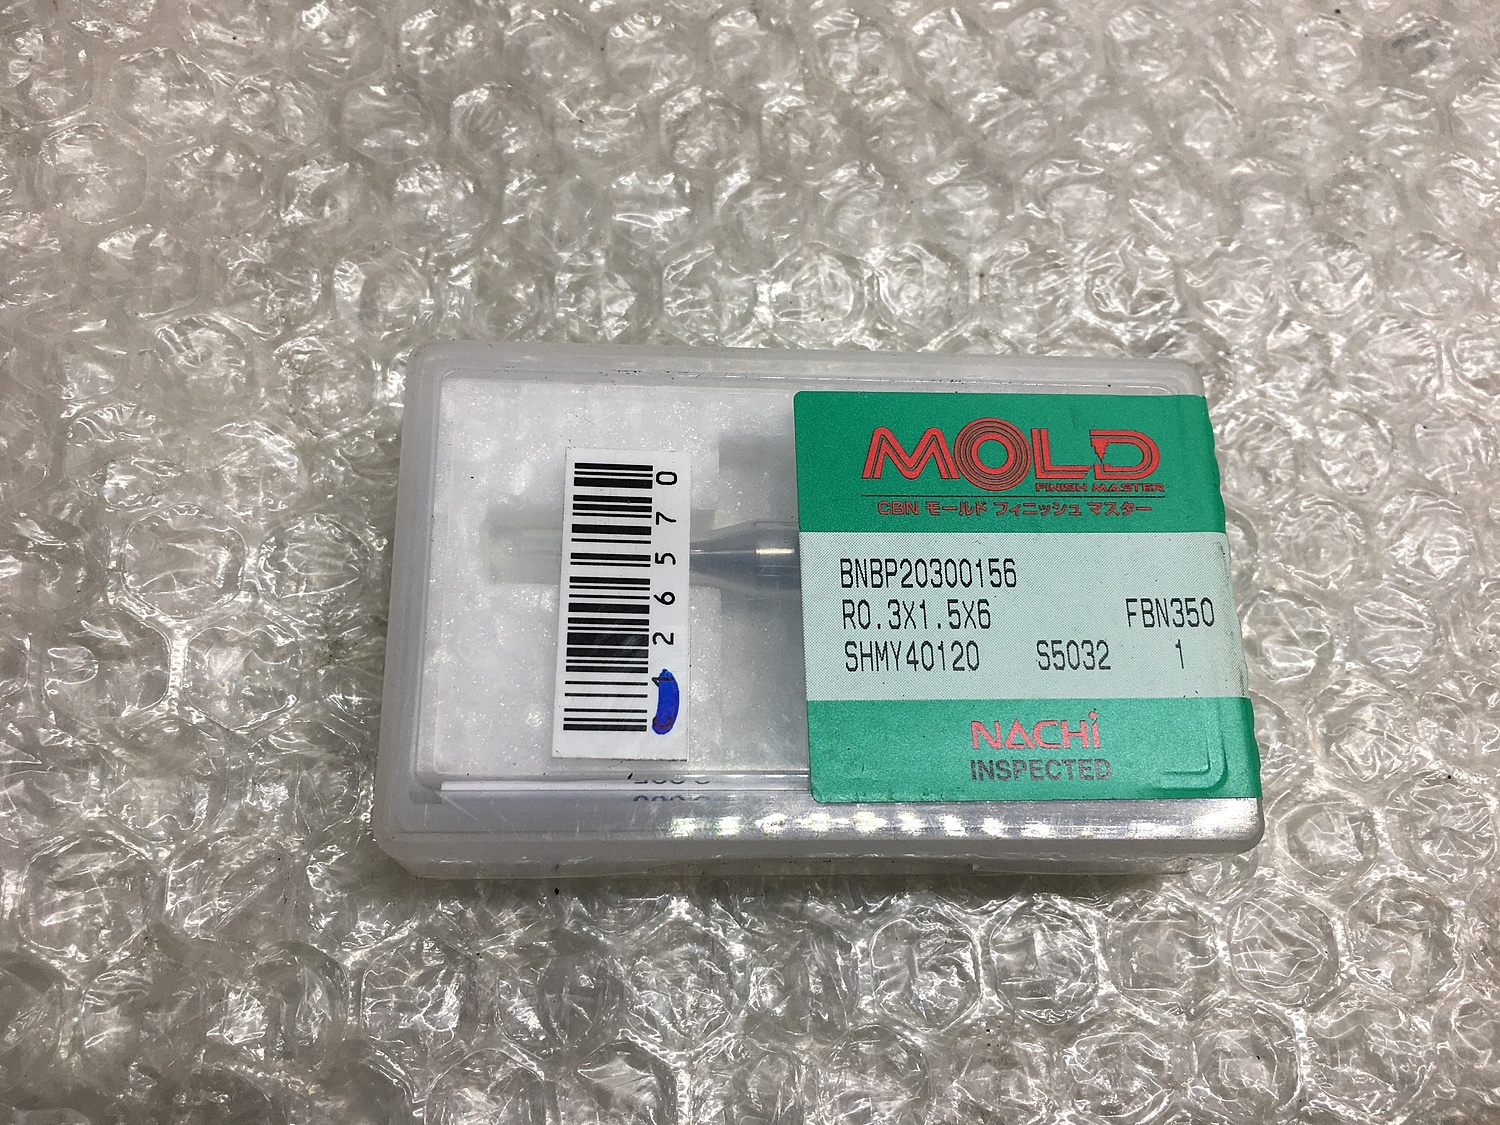 MOLD
FINISH MASTER
CBN モールド フィニッシュ マスター
BNBP20300156
R0.3X1.5X6 FBN350
SHMY40120 S5032 1
NACHI
INSPECTED
26570